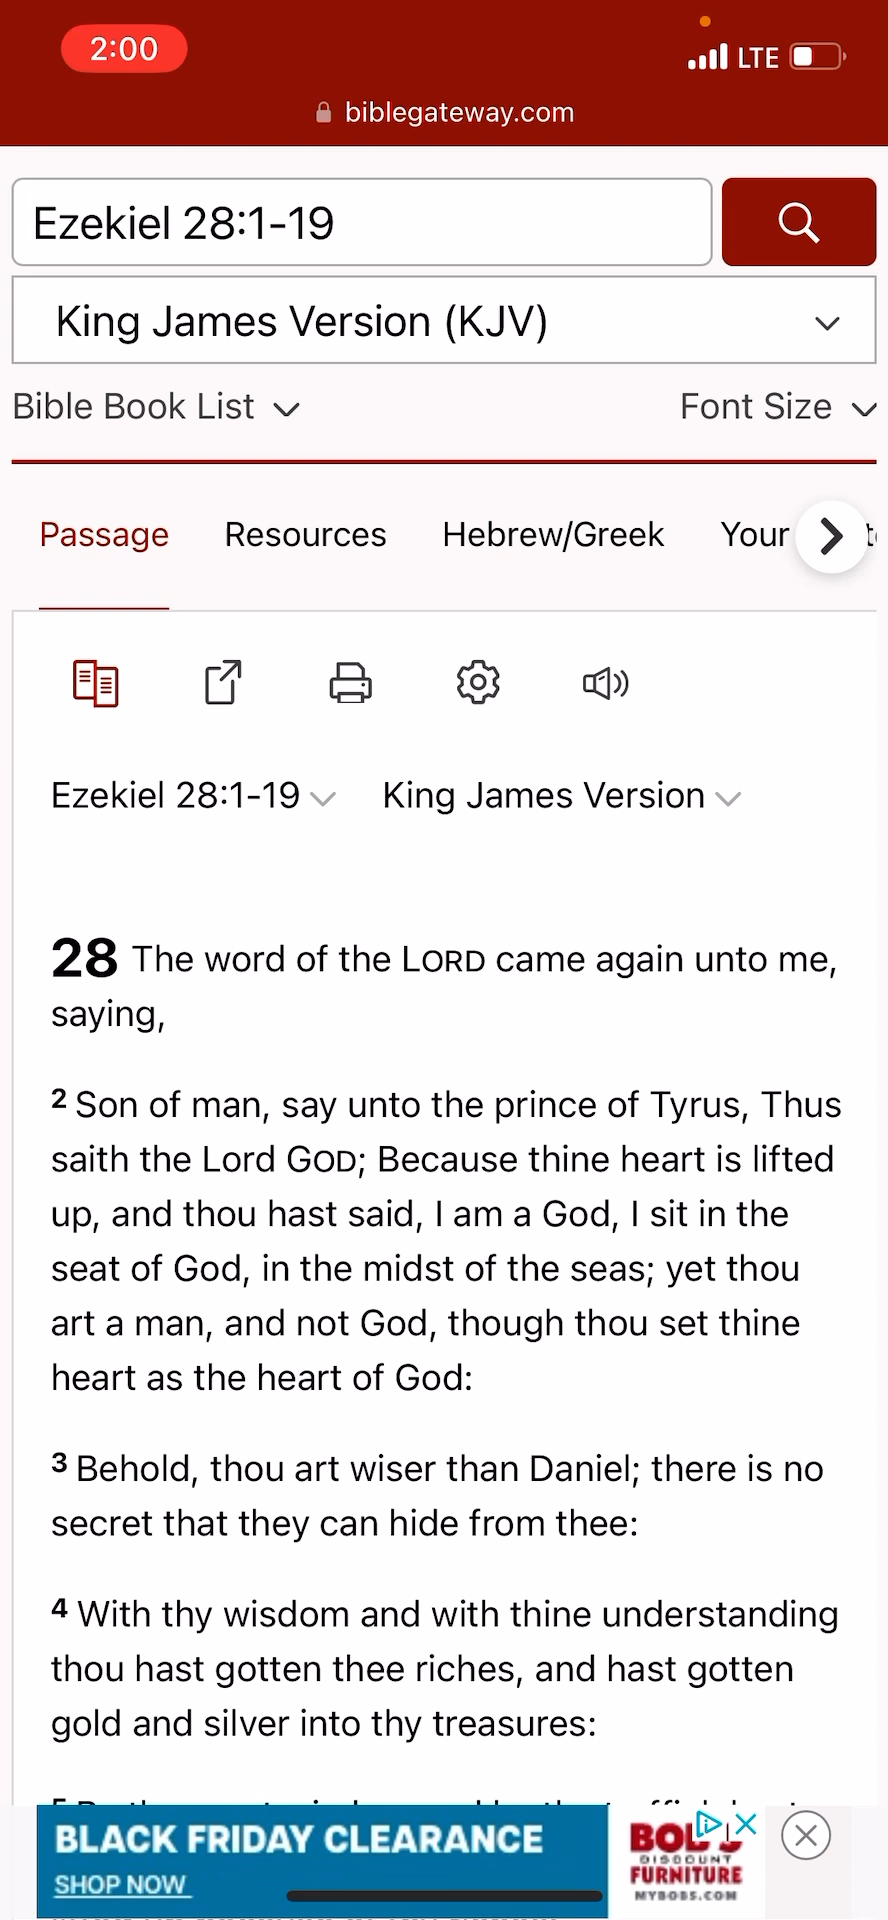 2:00
LTE
biblegateway.com
Ezekiel 28:1-19
King James Version (KJV)
Bible Book List
Font Size
Passage
Resources
Hebrew/Greek
Your
Ezekiel 28:1-19
King James Version
28 The word of the LORD came again unto me,
saying,
2 Son of man, say unto the prince of Tyrus, Thus
saith the Lord GOD; Because thine heart is lifted
up, and thou hast said, I am a God, I sit in the
seat of God, in the midst of the seas; yet thou
art a man, and not God, though thou set thine
heart as the heart of God:
3 Behold, thou art wiser than Daniel; there is no
secret that they can hide from thee:
4 With thy wisdom and with thine understanding
thou hast gotten thee riches, and hast gotten
gold and silver into thy treasures:
BLACK FRIDAY CLEARANCE
SHOP NOW
DISCOUNT
FURNITURE
MYBOBS.COM